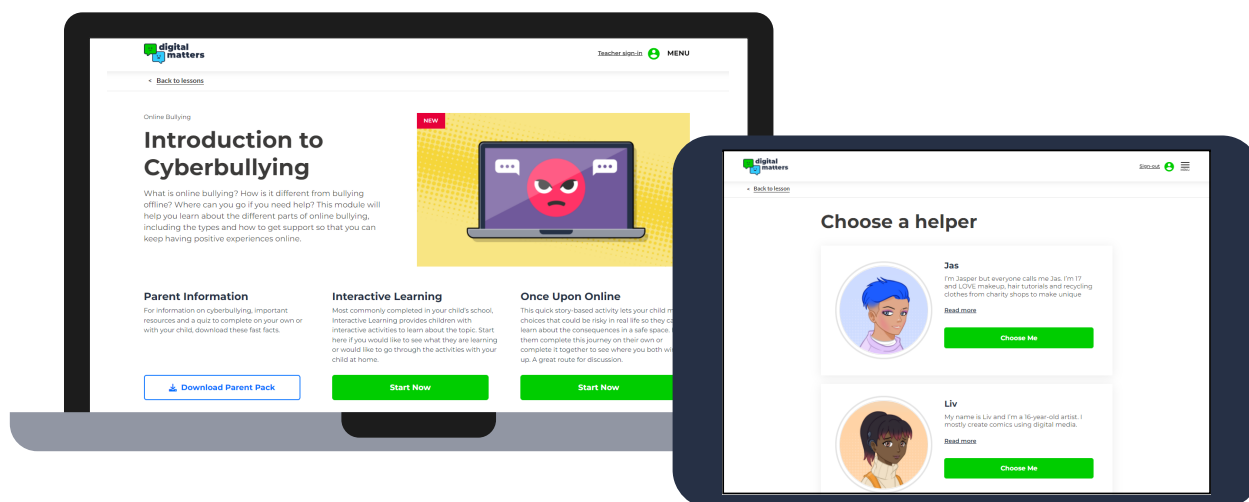 digital
matters
Teacher sign-in
MENU
< Back to lessons
Online Bullying
Introduction to
Cyberbullying
What is online bullying? How is it different
from bullying
offline? Where can you go if you need help? This module will
help you learn about the different parts of online bullying,
including the types and how to get support so that you can
keep having positive experiences online.
NEW
Parent Information
For information on cyberbullying, important
resources and a quiz to complete on your own or
with your child, download these fast facts.
Download Parent Pack
Interactive Learning
Most commonly completed in your child's school,
Interactive Learning provides children with
interactive activities to learn about the topic. Start
here if you would like to see what they are learning
or would like to go through the activities with your
child at home.
Start Now
Once Upon Online
This quick story-based activity lets your child m
choices that could be risky in real life so they ca
learn about the consequences in a safe space.
them complete this journey on their own or
complete it together to see where you both wi
up. A great route for discussion.
Start Now
digital
matters
Sign-out
< Back to lesson
Choose a helper
Jas
I'm Jasper but everyone calls me Jas. I'm 17
and LOVE makeup, hair tutorials and recycling
clothes from charity shops to make unique
Read more
Choose Me
Liv
My name is Liv and I'm a 16-year-old artist. I
mostly create comics using digital media.
Read more
Choose Me